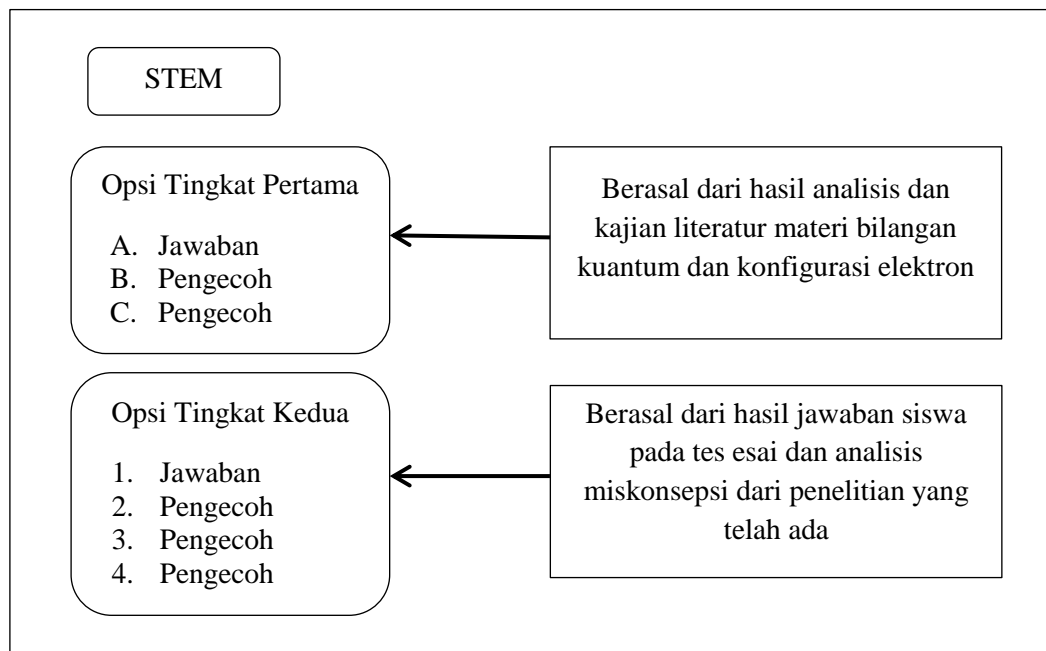 STEM
Opsi Tingkat Pertama
A. Jawaban
B. Pengecoh
C. Pengecoh
Berasal dari hasil analisis dan
kajian literatur materi bilangan
kuantum dan konfigurasi elektron
Opsi Tingkat Kedua
1. Jawaban
2. Pengecoh
3. Pengecoh
4. Pengecoh
Berasal dari hasil jawaban siswa
pada tes esai dan analisis
miskonsepsi dari penelitian yang
telah ada